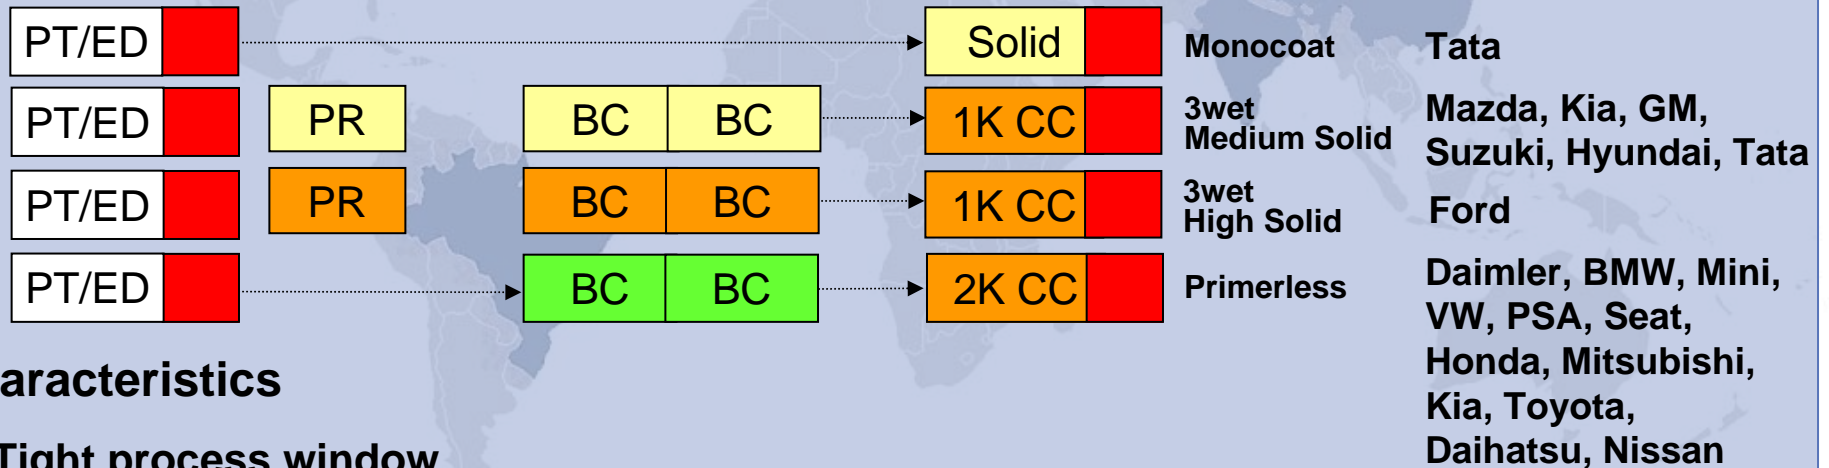 PT/ED Solid Monocoat Tata
PT/ED PR BC BC 1K CC 3wet Medium Solid Mazda, Kia, GM,
Suzuki, Hyundai, Tata
PT/ED PR BC BC 1K CC 3wet High Solid Ford
PT/ED BC BC 2K CC Primerless Daimler, BMW, Mini,
VW, PSA, Seat,
Honda, Mitsubishi,
Kia, Toyota,
Daihatsu, Nissan
aracteristics
Tight process window